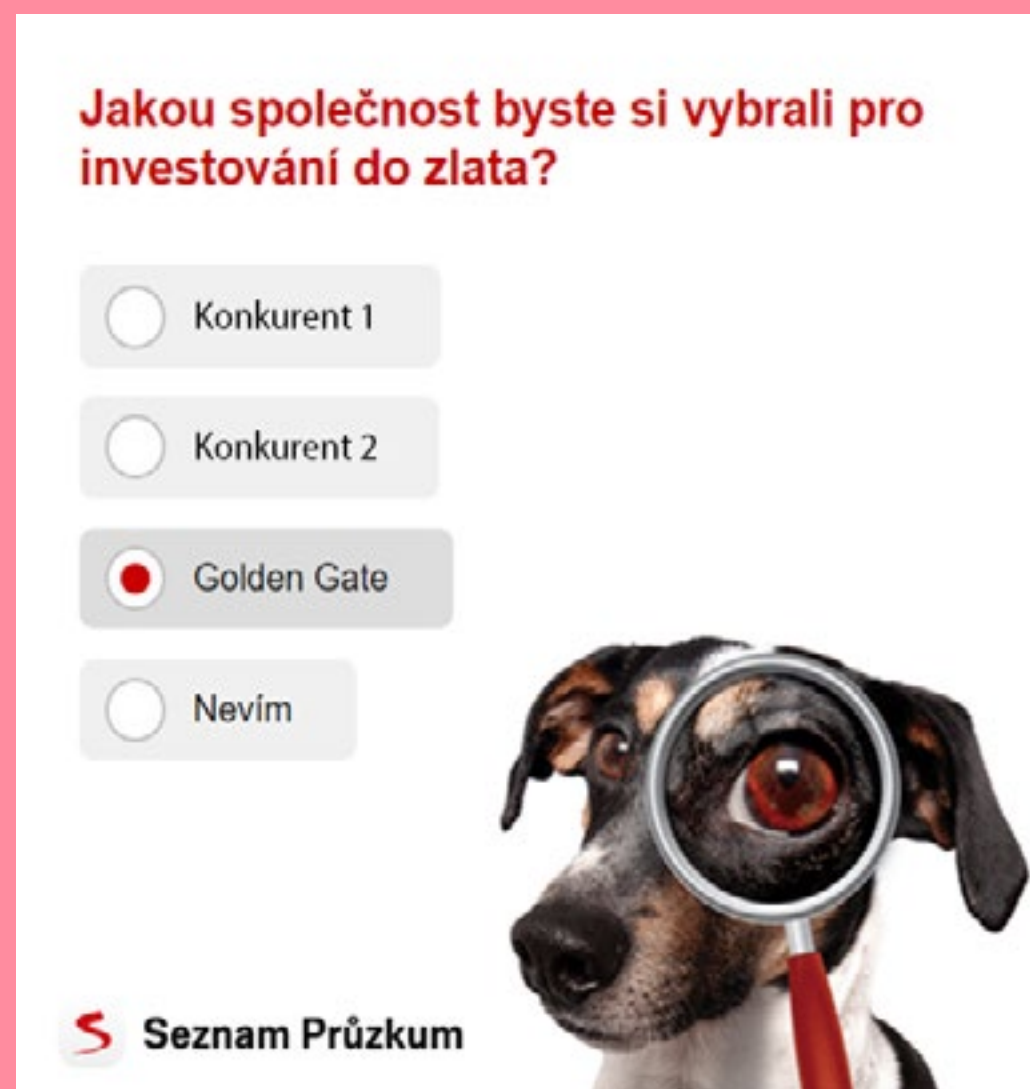 Jakou společnost byste si vybrali pro
investování do zlata?
Konkurent 1
Konkurent 2
Golden Gate
Nevím
Seznam Průzkum